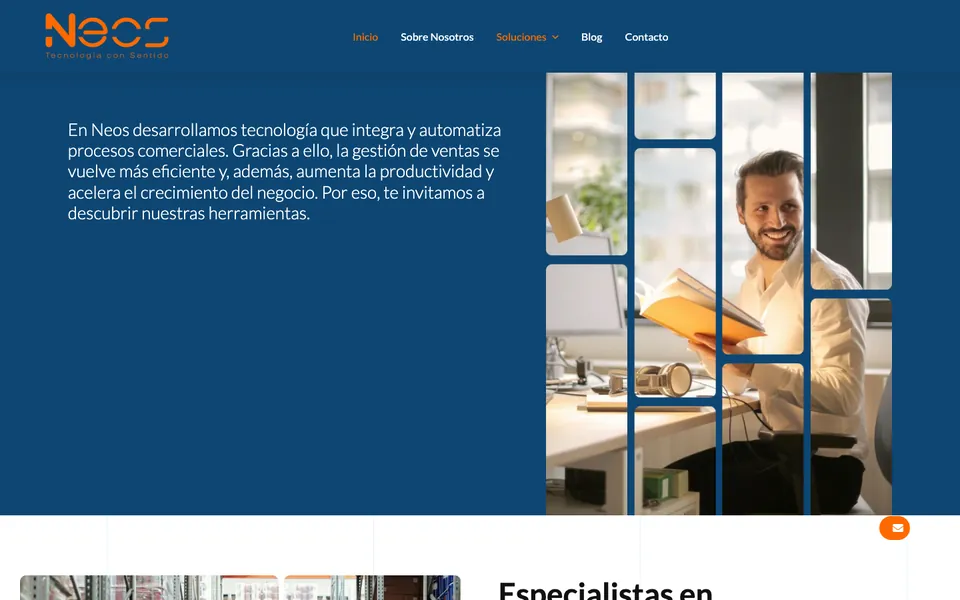 Neos
Tecnología con Sentido
Inicio
Sobre Nosotros
Soluciones
Blog
Contacto
En Neos desarrollamos tecnología que integra y automatiza
procesos comerciales. Gracias a ello, la gestión de ventas se
vuelve más eficiente y, además, aumenta la productividad y
acelera el crecimiento del negocio. Por eso, te invitamos a
descubrir nuestras herramientas.
Especialistas en